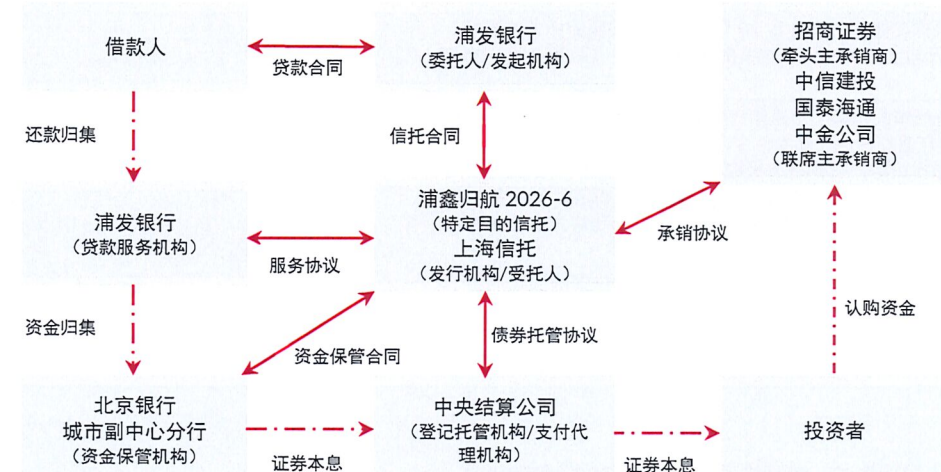 借款人
贷款合同
浦发银行
（委托人/发起机构）
招商证券
（牵头主承销商）
中信建投
国泰海通
中金公司
（联席主承销商）
还款归集
信托合同
浦发银行
（贷款服务机构）
服务协议
浦鑫归航 2026-6
（特定目的信托）
上海信托
（发行机构/受托人）
承销协议
资金归集
资金保管合同
债券托管协议
认购资金
北京银行
城市副中心分行
（资金保管机构）
证券本息
中央结算公司
（登记托管机构/支付代
理机构）
证券本息
投资者